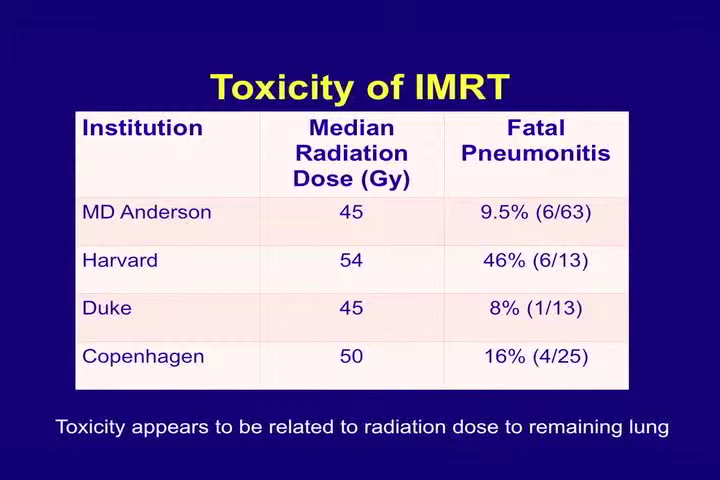 Toxicity of IMRT
Institution Median Radiation Dose (Gy) Fatal Pneumonitis
MD Anderson 45 9.5% (6/63)
Harvard 54 46% (6/13)
Duke 45 8% (1/13)
Copenhagen 50 16% (4/25)
Toxicity appears to be related to radiation dose to remaining lung